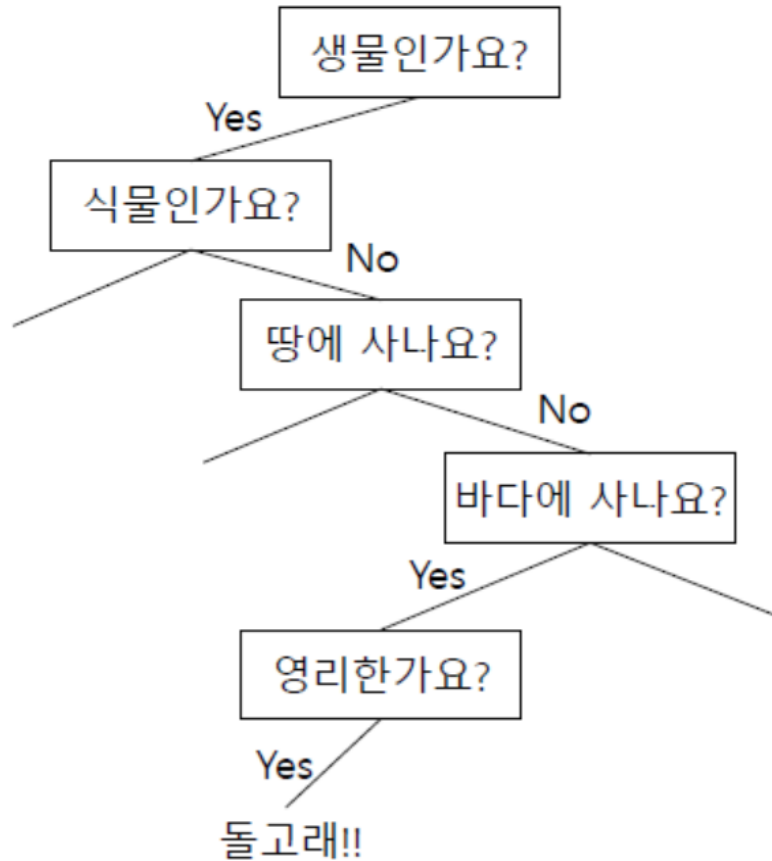 생물인가요?
Yes
식물인가요?
No
땅에 사나요?
No
바다에 사나요?
Yes
영리한가요?
Yes
돌고래!!